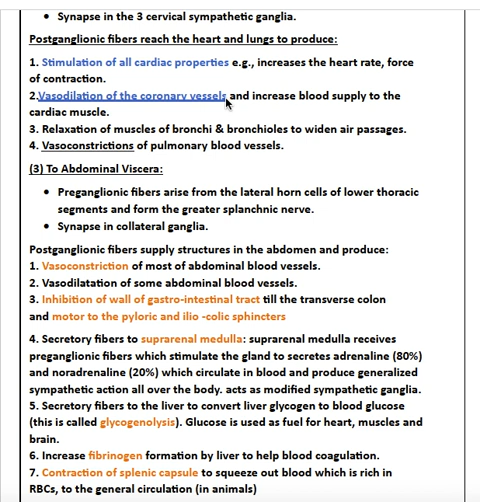 • Synapse in the 3 cervical sympathetic ganglia.
Postganglionic fibers reach the heart and lungs to produce:
1. Stimulation of all cardiac properties e.g., increases the heart rate, force
of contraction.
2.Vasodilation of the coronary vessels and increase blood supply to the
cardiac muscle.
3. Relaxation of muscles of bronchi & bronchioles to widen air passages.
4. Vasoconstrictions of pulmonary blood vessels.
(3) To Abdominal Viscera:
• Preganglionic fibers arise from the lateral horn cells of lower thoracic
segments and form the greater splanchnic nerve.
• Synapse in collateral ganglia.
Postganglionic fibers supply structures in the abdomen and produce:
1. Vasoconstriction of most of abdominal blood vessels.
2. Vasodilatation of some abdominal blood vessels.
3. Inhibition of wall of gastro-intestinal tract till the transverse colon
and motor to the pyloric and ilio -colic sphincters
4. Secretory fibers to suprarenal medulla: suprarenal medulla receives
preganglionic fibers which stimulate the gland to secretes adrenaline (80%)
and noradrenaline (20%) which circulate in blood and produce generalized
sympathetic action all over the body. acts as modified sympathetic ganglia.
5. Secretory fibers to the liver to convert liver glycogen to blood glucose
(this is called glycogenolysis). Glucose is used as fuel for heart, muscles and
brain.
6. Increase fibrinogen formation by liver to help blood coagulation.
7. Contraction of splenic capsule to squeeze out blood which is rich in
RBCs, to the general circulation (in animals)